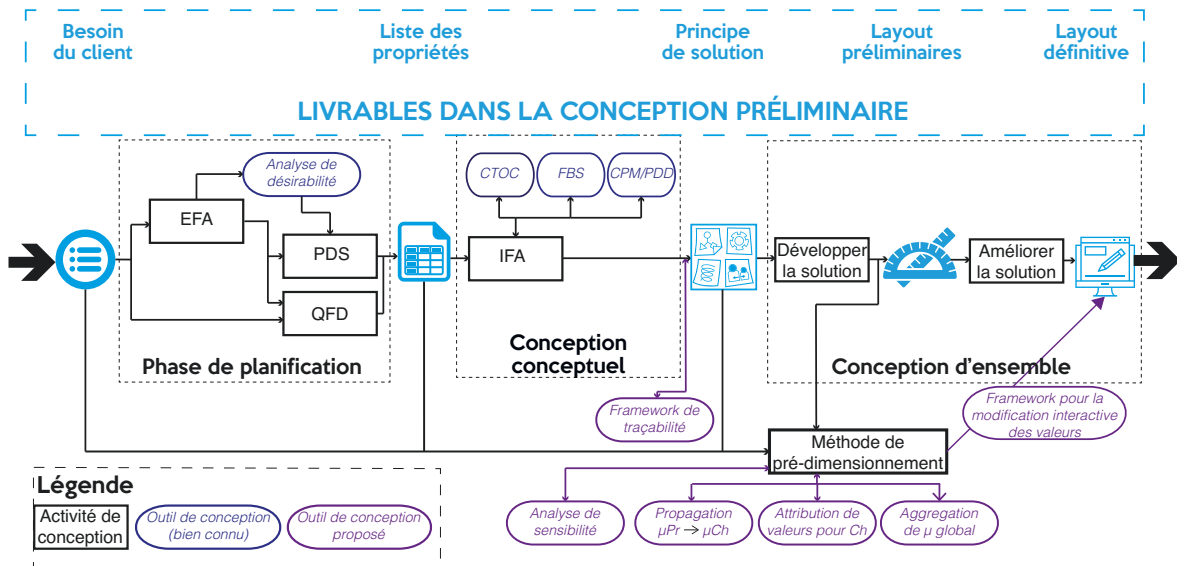 Besoin
du client
Liste des
propriétés
Principe
de solution
Layout
préliminaires
Layout
définitive
LIVRABLES DANS LA CONCEPTION PRÉLIMINAIRE
Analyse de
désirabilité
EFA
PDS
QFD
Phase de planification
CTOC
FBS
CPM/PDD
IFA
Conception
conceptuel
Développer
la solution
Améliorer
la solution
Conception d'ensemble
Framework de
traçabilité
Framework pour la
modification interactive
des valeurs
Méthode de
pré-dimensionnement
Analyse de
sensibilité
Propagation
µPr → µCh
Attribution de
valeurs pour Ch
Aggregation
de µ global
Légende
Activité de
conception
Outil de conception
(bien connu)
Outil de conception
proposé